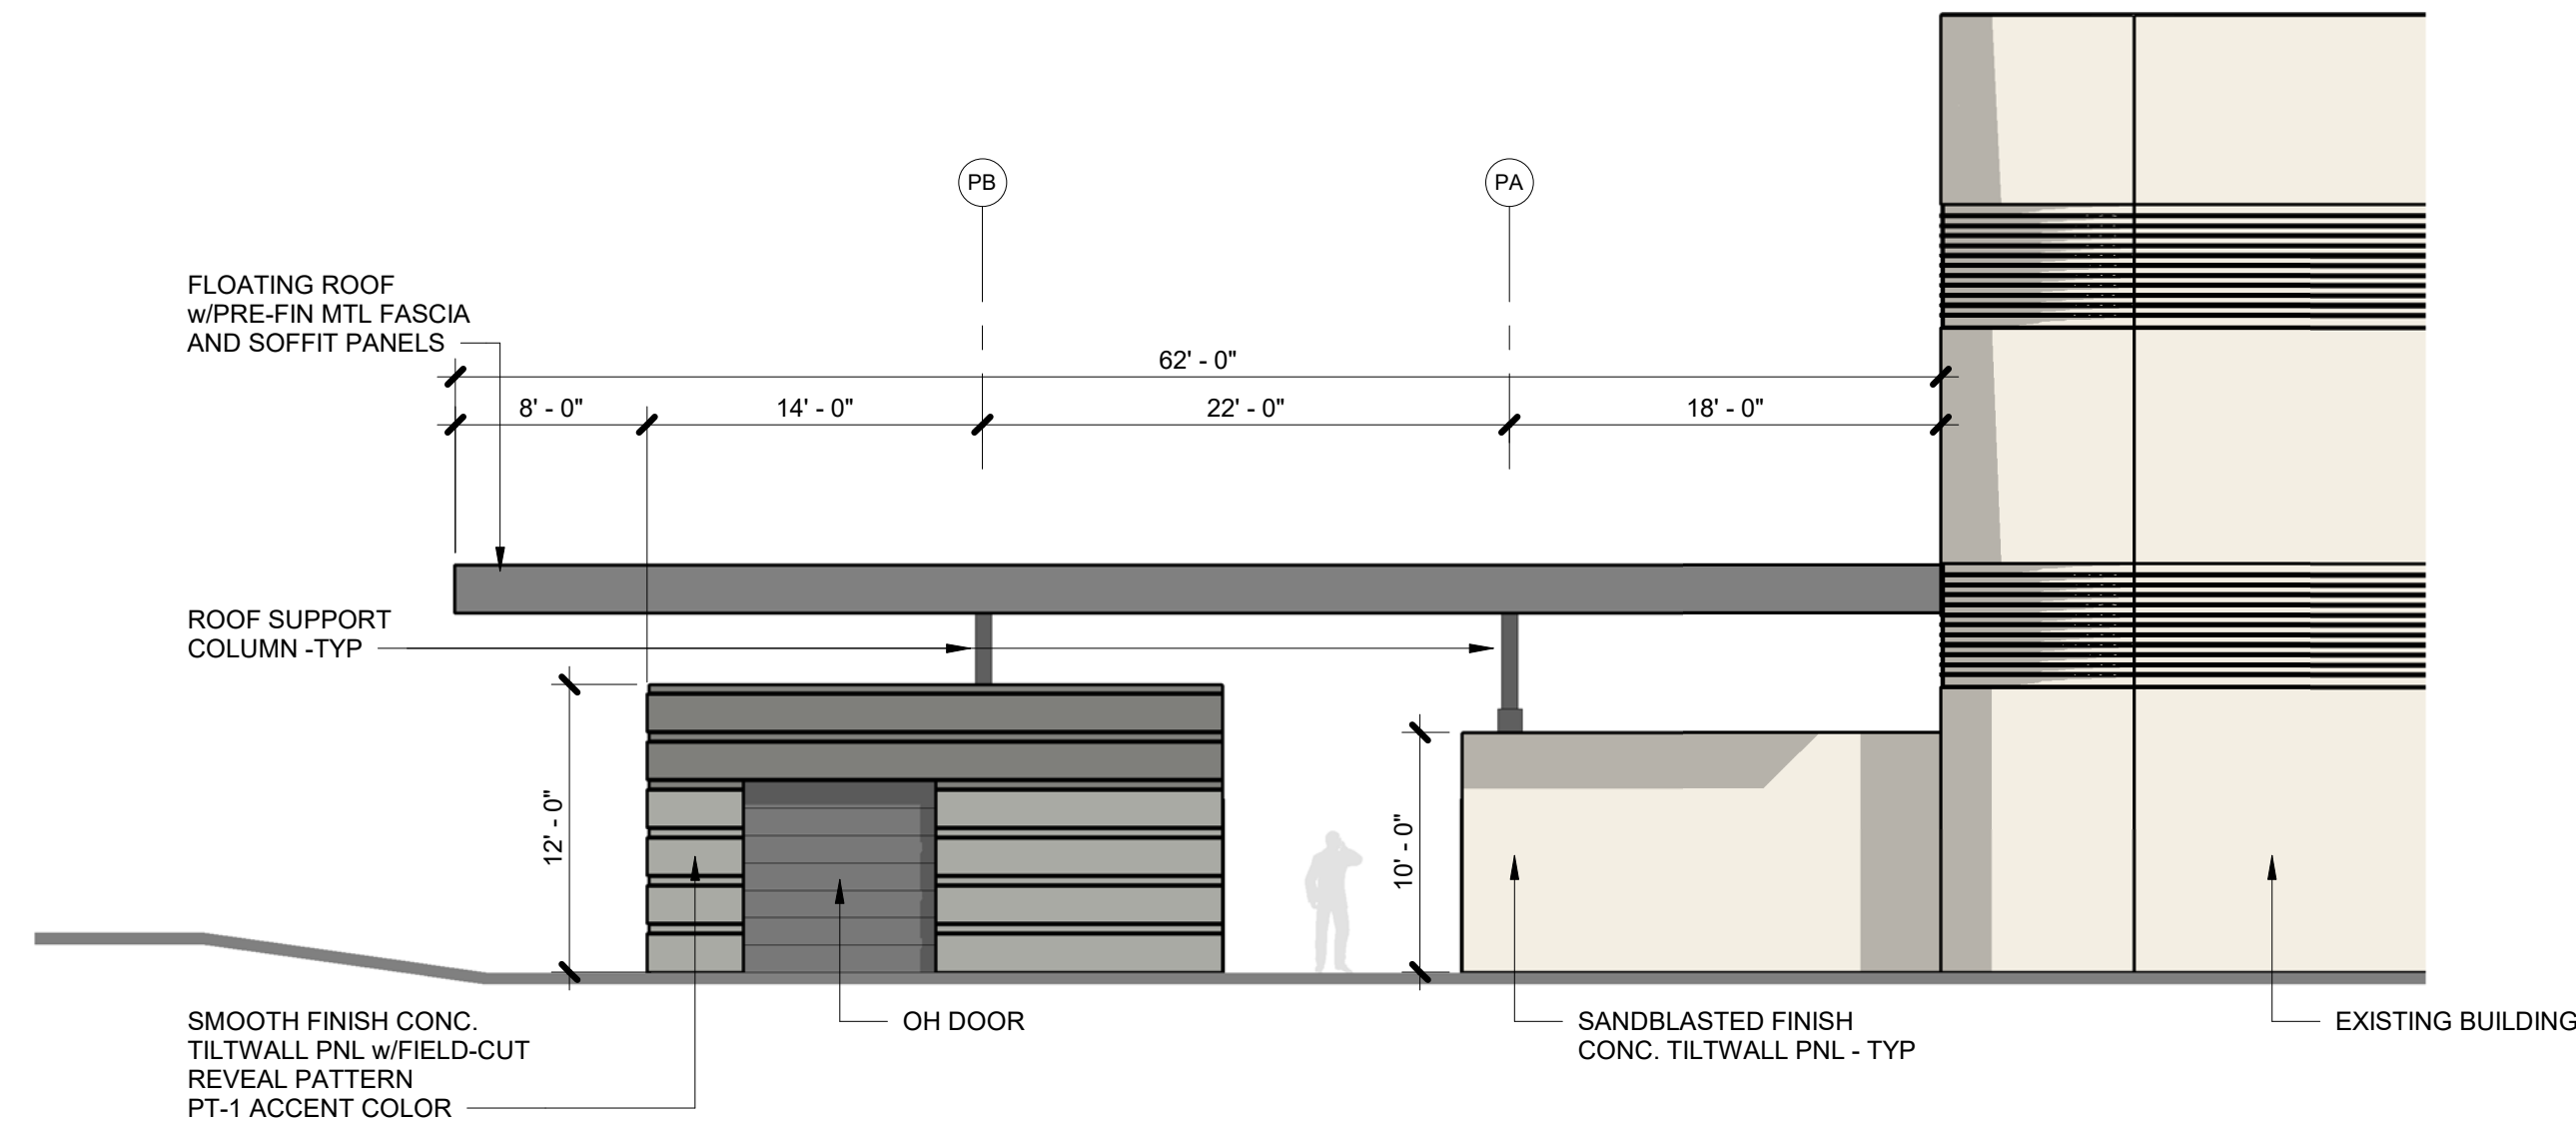 PB
PA
FLOATING ROOF
w/PRE-FIN MTL FASCIA
AND SOFFIT PANELS
62' - 0"
8' - 0"
14' - 0"
22' - 0"
18' - 0"
ROOF SUPPORT
COLUMN -TYP
12' - 0"
10' - 0"
SMOOTH FINISH CONC.
TILTWALL PNL w/FIELD-CUT
REVEAL PATTERN
PT-1 ACCENT COLOR
OH DOOR
SANDBLASTED FINISH
CONC. TILTWALL PNL - TYP
EXISTING BUILDING